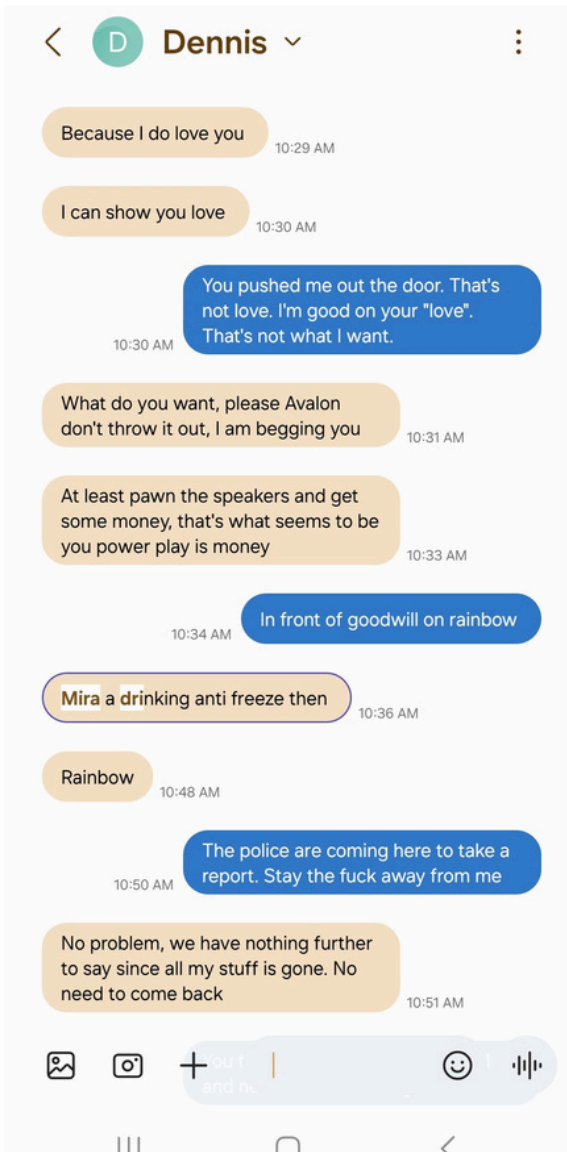 D
Dennis
Because I do love you
10:29 AM
I can show you love
10:30 AM
You pushed me out the door. That's
not love. I'm good on your "love".
That's not what I want.
10:30 AM
What do you want, please Avalon
don't throw it out, I am begging you
10:31 AM
At least pawn the speakers and get
some money, that's what seems to be
you power play is money
10:33 AM
In front of goodwill on rainbow
10:34 AM
Mira a drinking anti freeze then
10:36 AM
Rainbow
10:48 AM
The police are coming here to take a
report. Stay the fuck away from me
10:50 AM
No problem, we have nothing further
to say since all my stuff is gone. No
need to come back
10:51 AM